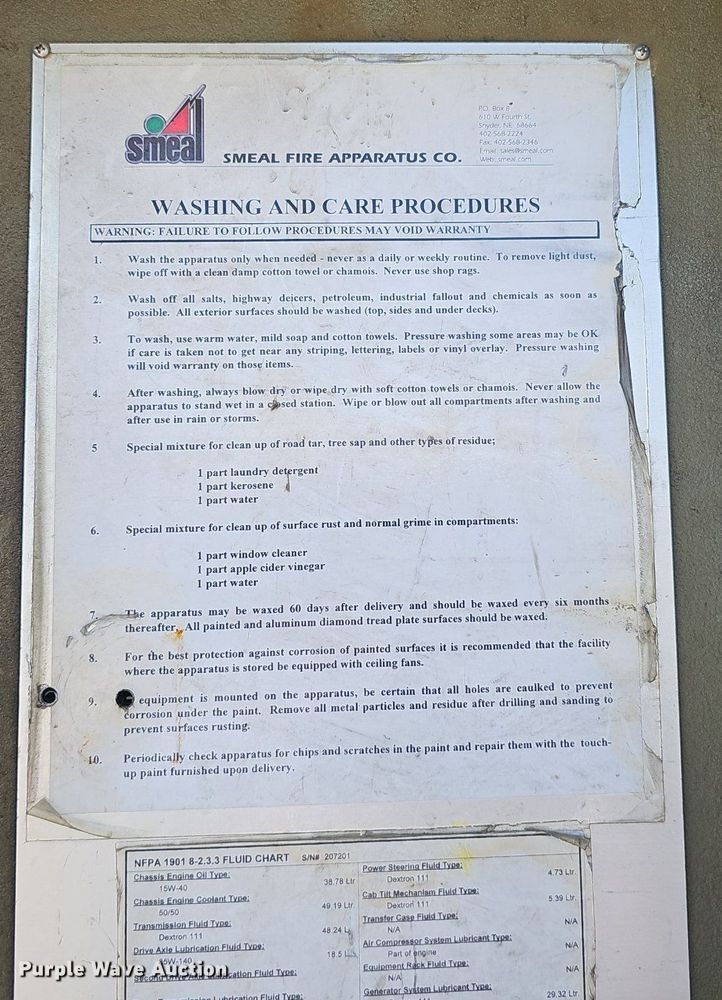 smeal
SMEAL FIRE APPARATUS CO.
P.O. Box 8
610 W. Fourth St.
Snyder, NE 68664
402-568-2224
Fax: 402-568-2346
Email: sales@smeal.com
Web: smeal.com
WASHING AND CARE PROCEDURES
WARNING: FAILURE TO FOLLOW PROCEDURES MAY VOID WARRANTY
1. Wash the apparatus only when needed - never as a daily or weekly routine. To remove light dust,
wipe off with a clean damp cotton towel or chamois. Never use shop rags.
2. Wash off all salts, highway deicers, petroleum, industrial fallout and chemicals as soon as
possible. All exterior surfaces should be washed (top, sides and under decks).
3. To wash, use warm water, mild soap and cotton towels. Pressure washing some areas may be OK
if care is taken not to get near any striping, lettering, labels or vinyl overlay. Pressure washing
will void warranty on those items.
4. After washing, always blow dry or wipe dry with soft cotton towels or chamois. Never allow the
apparatus to stand wet in a closed station. Wipe or blow out all compartments after washing and
after use in rain or storms.
5 Special mixture for clean up of road tar, tree sap and other types of residue;
1 part laundry detergent
1 part kerosene
1 part water
6. Special mixture for clean up of surface rust and normal grime in compartments:
1 part window cleaner
1 part apple cider vinegar
1 part water
7. The apparatus may be waxed 60 days after delivery and should be waxed every six months
thereafter. All painted and aluminum diamond tread plate surfaces should be waxed.
8. For the best protection against corrosion of painted surfaces it is recommended that the facility
where the apparatus is stored be equipped with ceiling fans.
9. equipment is mounted on the apparatus, be certain that all holes are caulked to prevent
corrosion under the paint. Remove all metal particles and residue after drilling and sanding to
prevent surfaces rusting.
10. Periodically check apparatus for chips and scratches in the paint and repair them with the touch-
up paint furnished upon delivery.
NFPA 1901 8-2.3.3 FLUID CHART S/N# 207201
Chassis Engine Oil Type:
15W-40 38.78 Ltr.
Chassis Engine Coolant Type:
50/50 49.19 Ltr.
Transmission Fluid Type:
Dextron 111 48.24 L
Drive Axle Lubrication Fluid Type:
85W-140 18.5 L
Second Drive Axle Lubrication Fluid Type:
Lubrication Fluid Type:
Power Steering Fluid Type:
Dextron 111 4.73 Ltr.
Cab Tilt Mechanism Fluid Type:
Dextron 111 5.39 Ltr.
Transfer Case Fluid Type:
N/A N/A
Air Compressor System Lubricant Type:
Part of engine N/A
Equipment Rack Fluid Type:
N/A N/A
Generator System Lubricant Type:
111 29.32 Ltr.
Purple Wave Auction